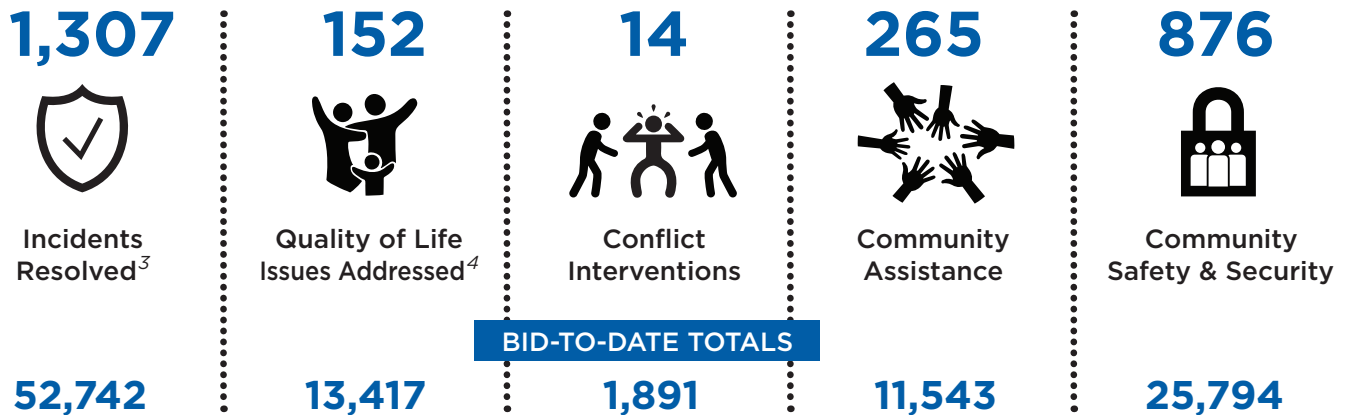 1,307
152
14
265
876
Incidents
Resolved3
Quality of Life
Issues Addressed4
Conflict
Interventions
Community
Assistance
Community
Safety & Security
BID-TO-DATE TOTALS
52,742
13,417
1,891
11,543
25,794